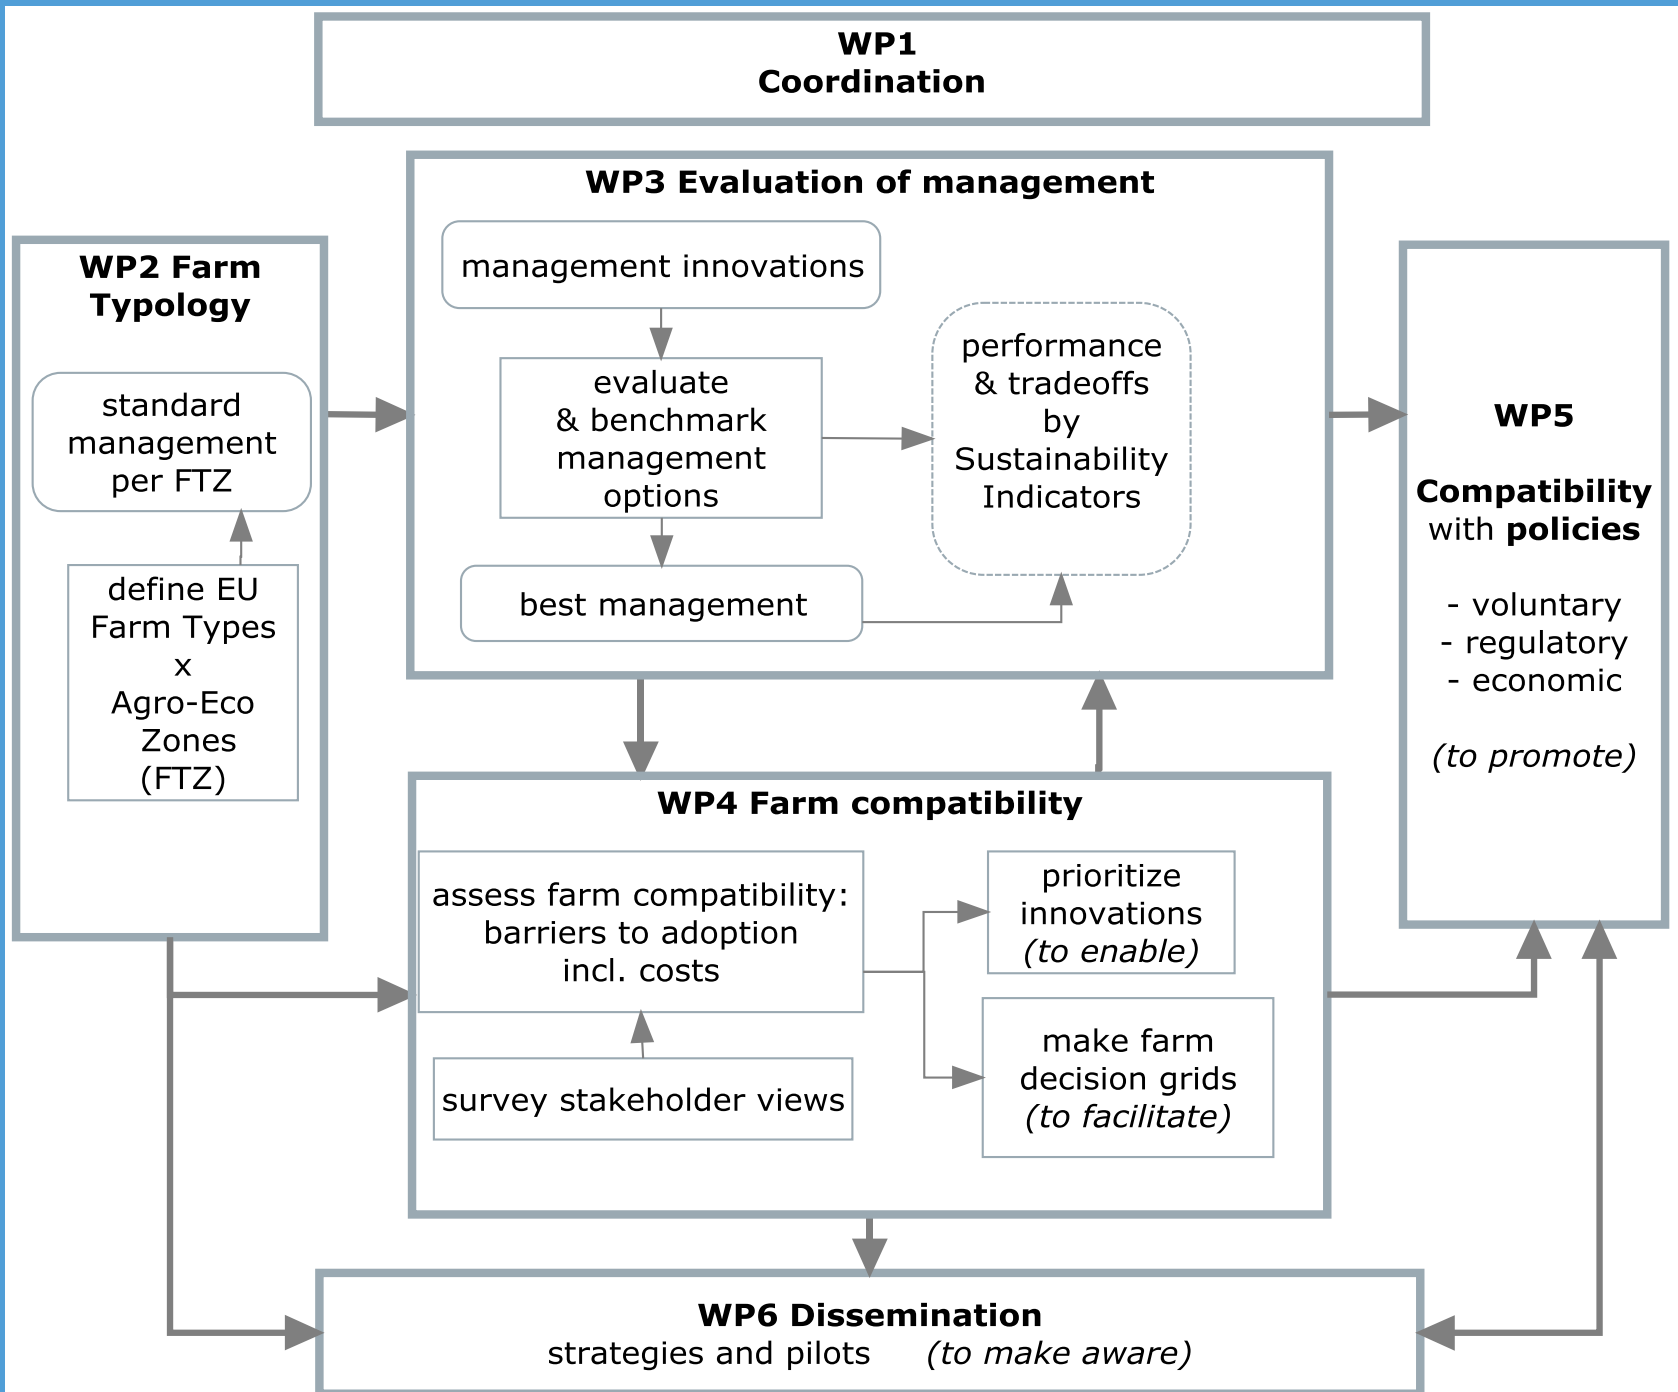 WP1
Coordination
WP2 Farm
Typology
standard
management
per FTZ
define EU
Farm Types
x
Agro-Eco
Zones
(FTZ)
WP3 Evaluation of management
management innovations
evaluate
& benchmark
management
options
best management
performance
& tradeoffs
by
Sustainability
Indicators
WP4 Farm compatibility
assess farm compatibility:
barriers to adoption
incl. costs
survey stakeholder views
prioritize
innovations
(to enable)
make farm
decision grids
(to facilitate)
WP5
Compatibility
with policies
- voluntary
- regulatory
- economic
(to promote)
WP6 Dissemination
strategies and pilots (to make aware)